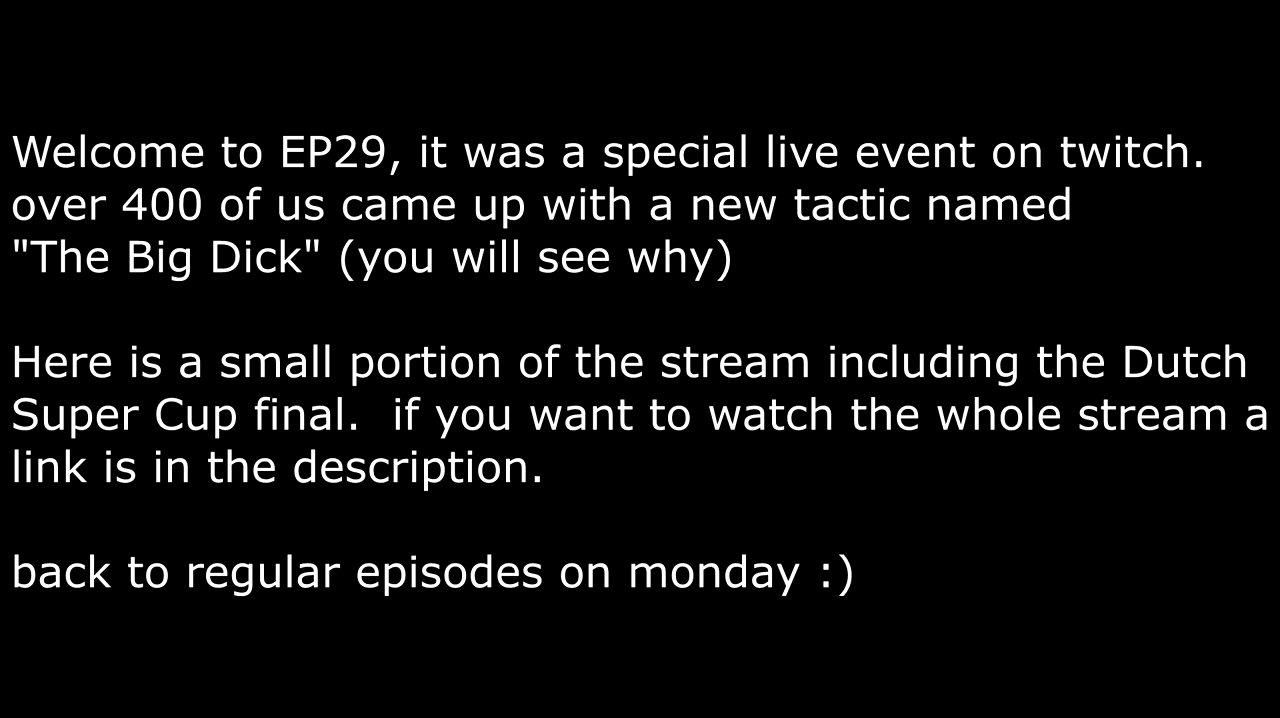 Welcome to EP29, it was a special live event on twitch.
over 400 of us came up with a new tactic named
"The Big Dick" (you will see why)
Here is a small portion of the stream including the Dutch
Super Cup final.  if you want to watch the whole stream a
link is in the description.
back to regular episodes on monday :)